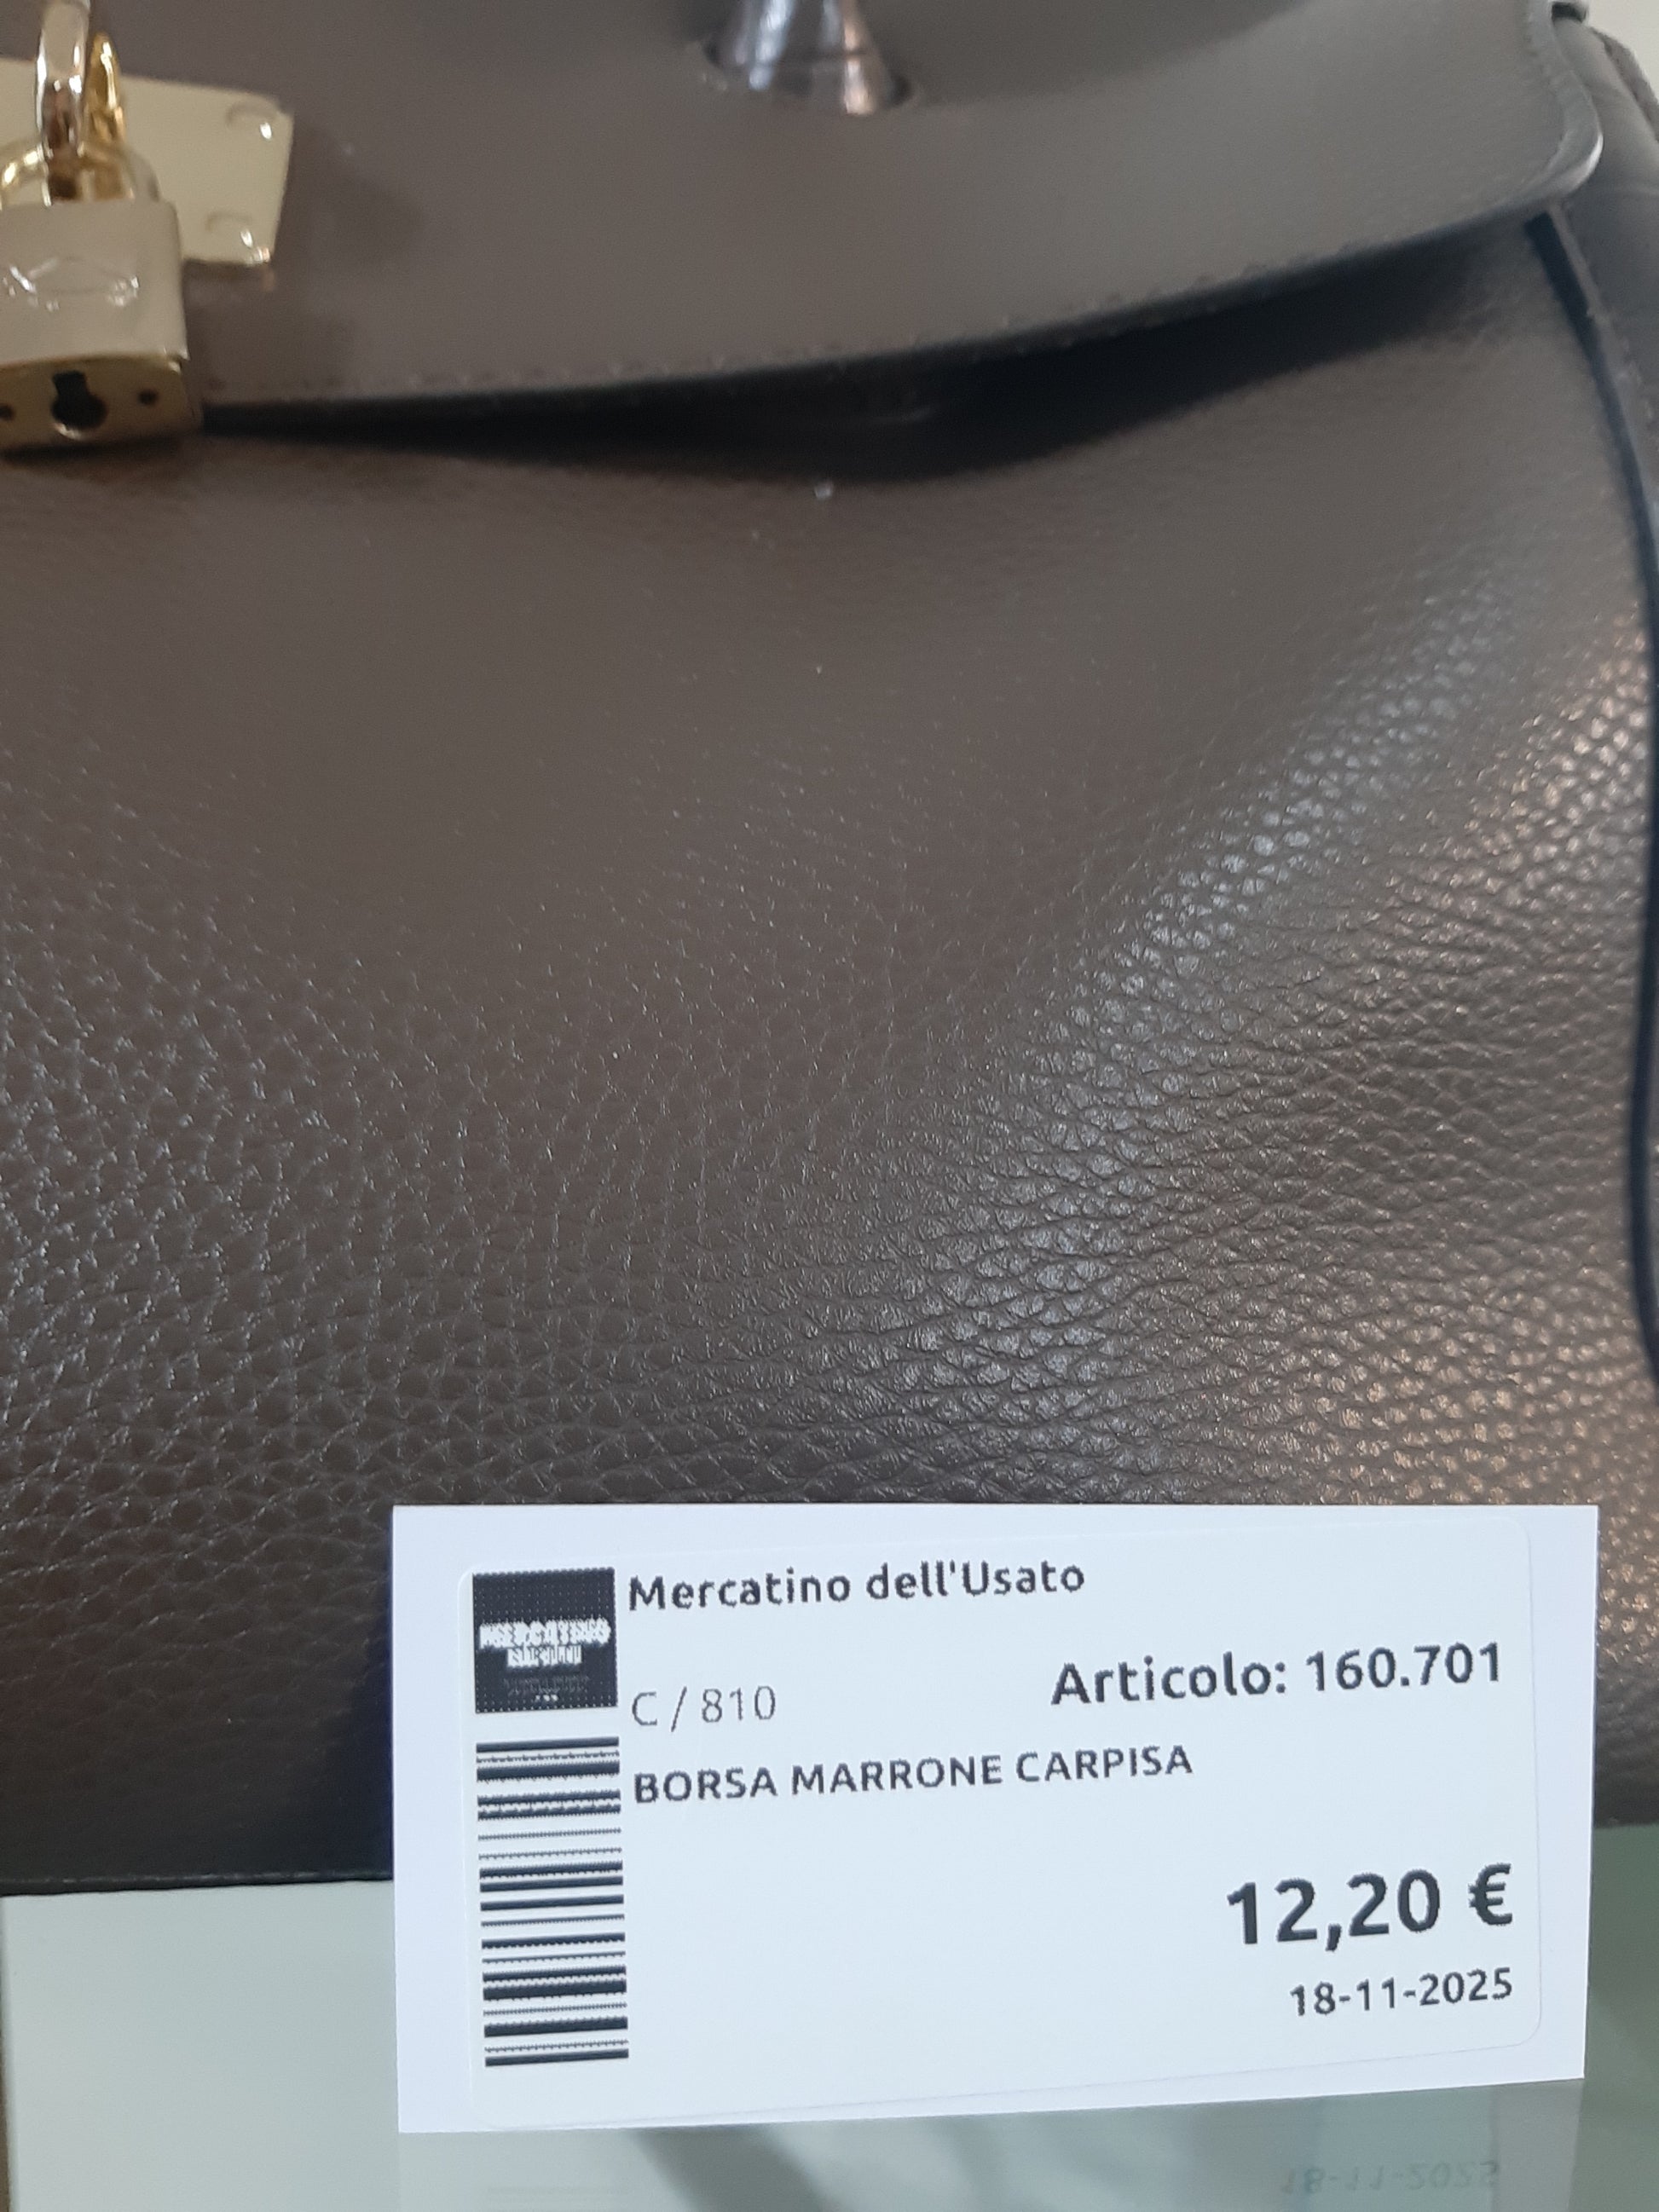 Mercatino dell'Usato
Articolo: 160.701
C / 810
BORSA MARRONE CARPISA
12,20 €
18-11-2025